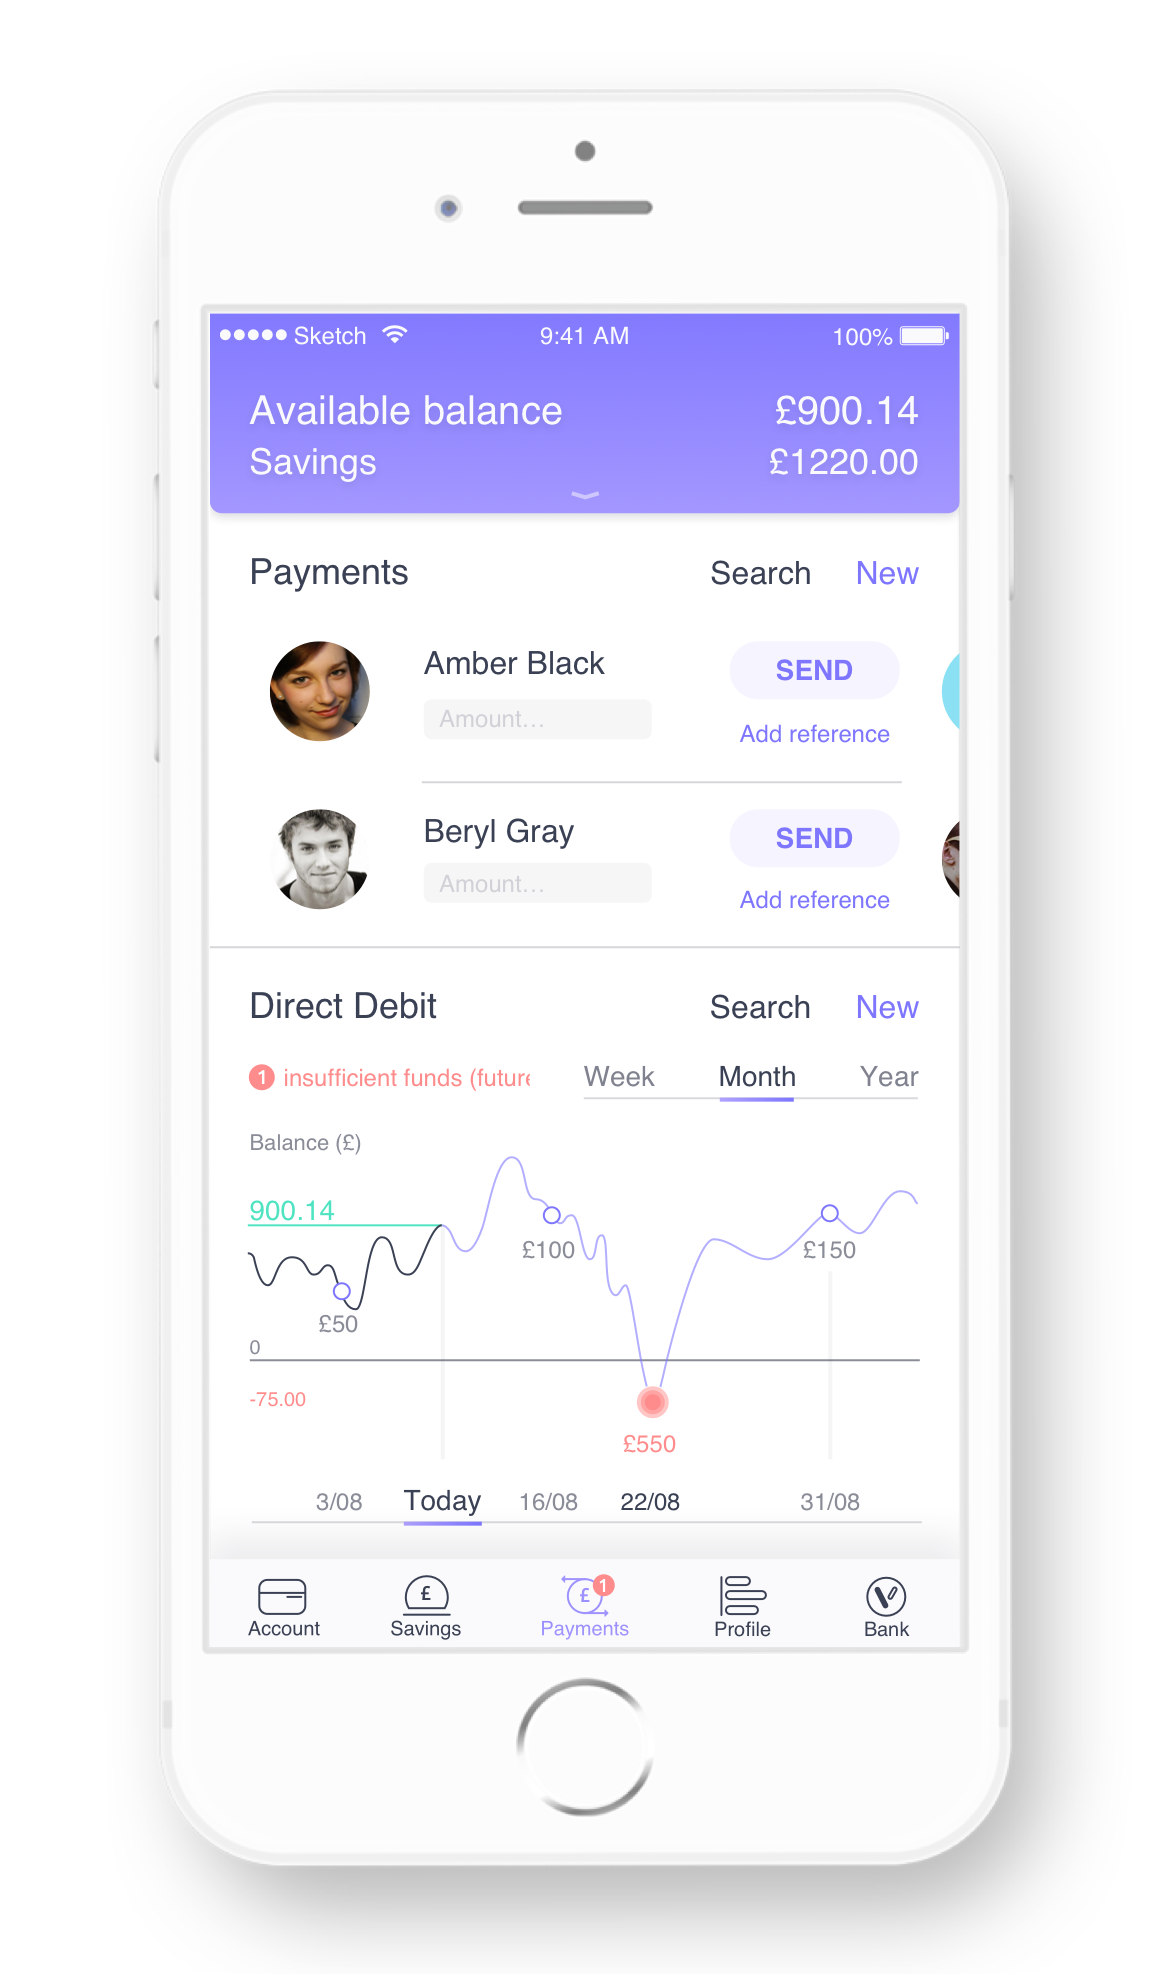 Sketch 9:41 AM 100%
Available balance £900.14
Savings £1220.00
Payments Search New
Amber Black SEND
Amount... Add reference
Beryl Gray SEND
Amount... Add reference
Direct Debit Search New
1 insufficient funds (future Week Month Year
Balance (£)
900.14
£100 £150
£50
0
-75.00
£550
3/08 Today 16/08 22/08 31/08
£ £ 1
Account Savings Payments Profile Bank